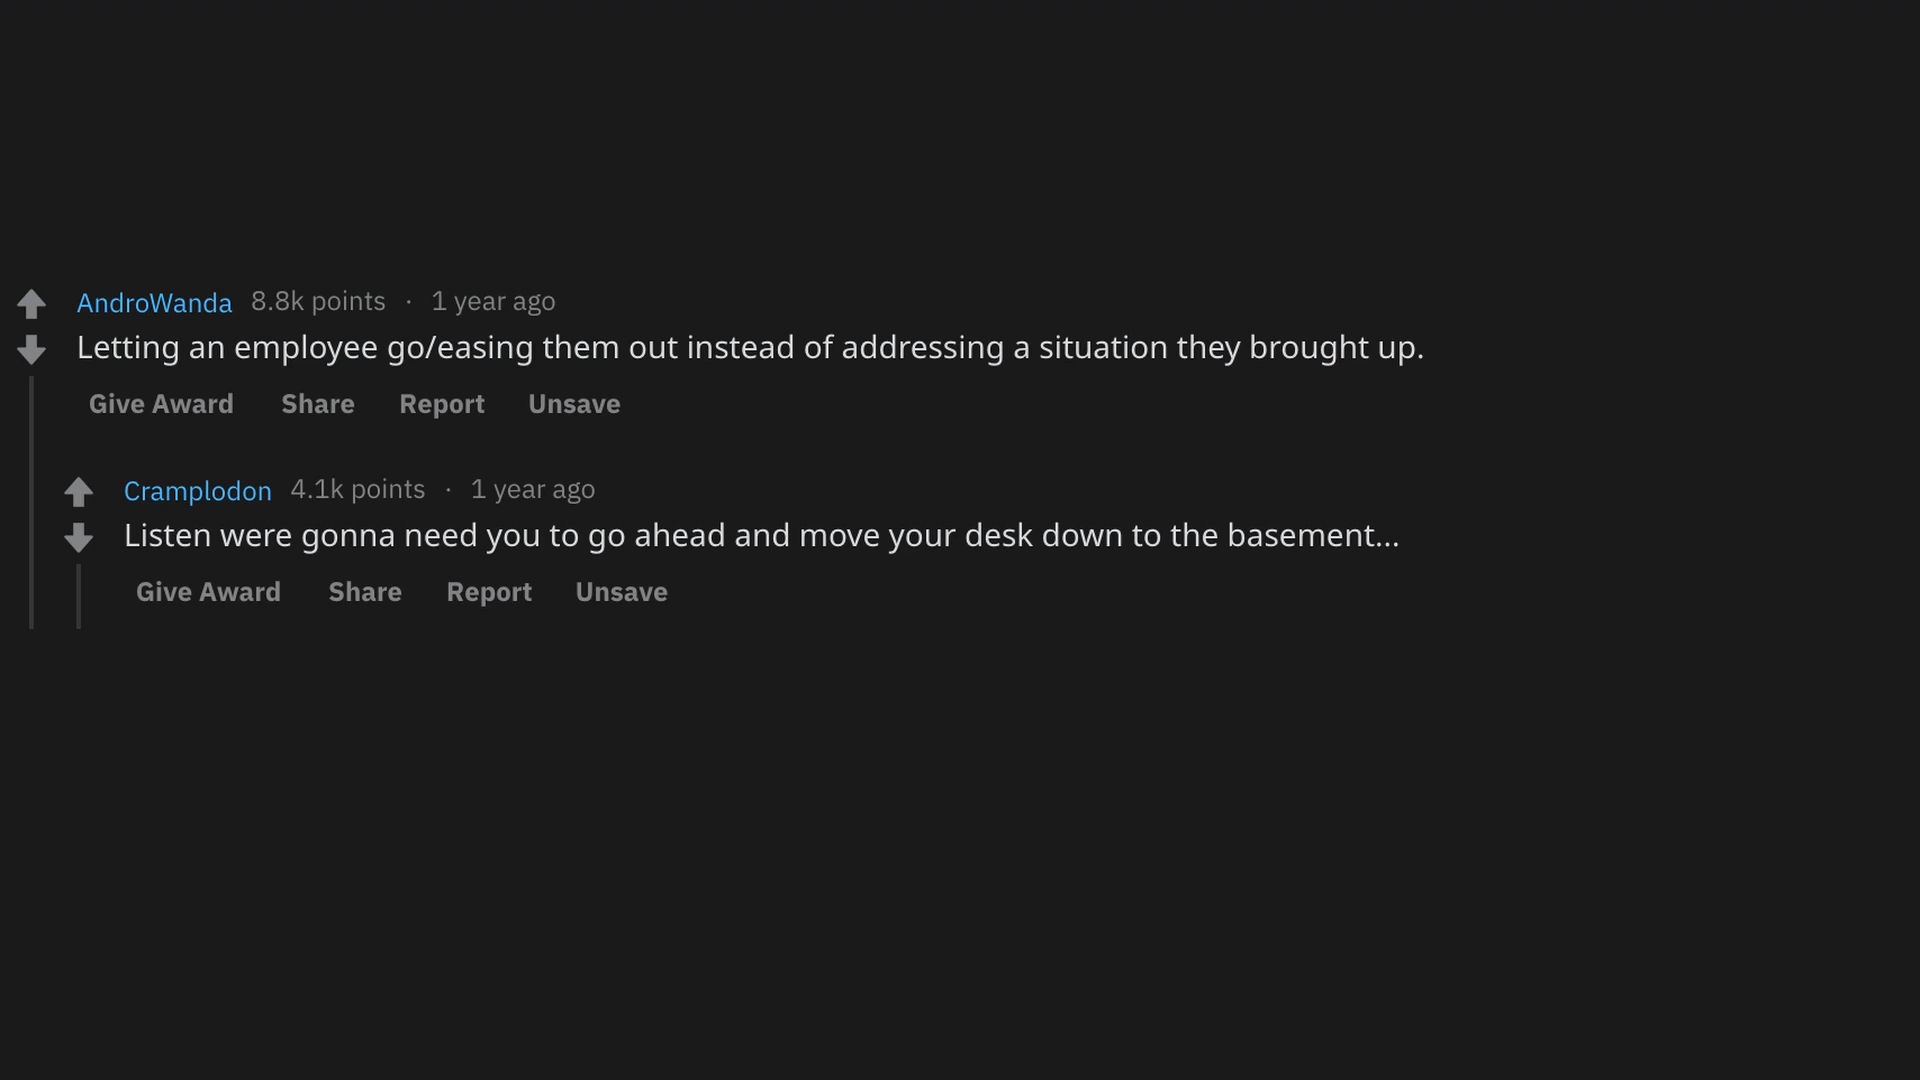 AndroWanda 8.8k points · 1 year ago
Letting an employee go/easing them out instead of addressing a situation they brought up.
Give Award Share Report Unsave
Cramplodon 4.1k points · 1 year ago
Listen were gonna need you to go ahead and move your desk down to the basement...
Give Award Share Report Unsave